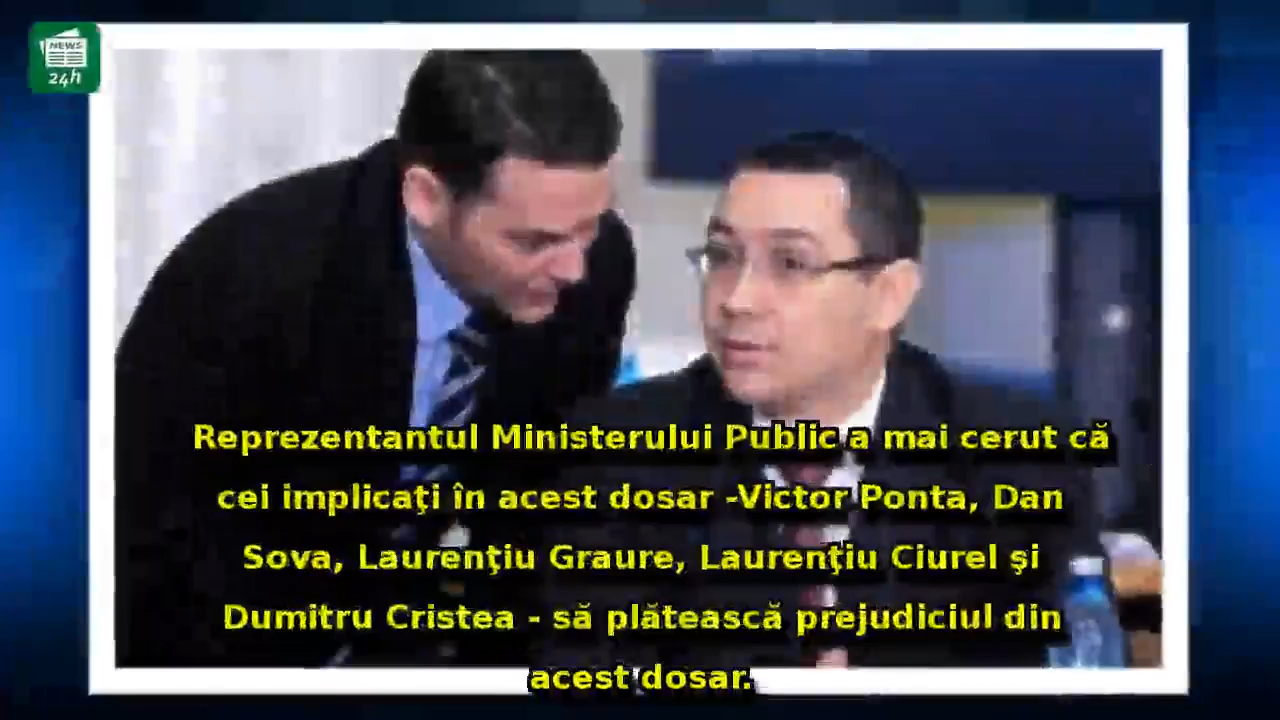 NEWS
24h
Reprezentantul Ministerului Public a mai cerut că
cei implicaţi în acest dosar -Victor Ponta, Dan
Sova, Laurenţiu Graure, Laurenţiu Ciurel şi
Dumitru Cristea - să plătească prejudiciul din
acest dosar.